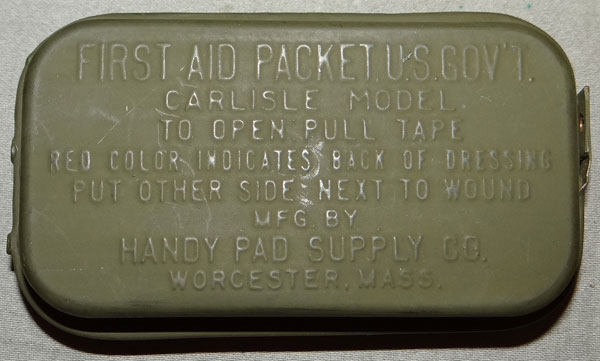 FIRST AID PACKET. U.S. GOV'T.
CARLISLE MODEL.
TO OPEN PULL TAPE
RED COLOR INDICATES BACK OF DRESSING
PUT OTHER SIDE NEXT TO WOUND
MFG. BY
HANDY PAD SUPPLY CO.
WORCESTER, MASS.